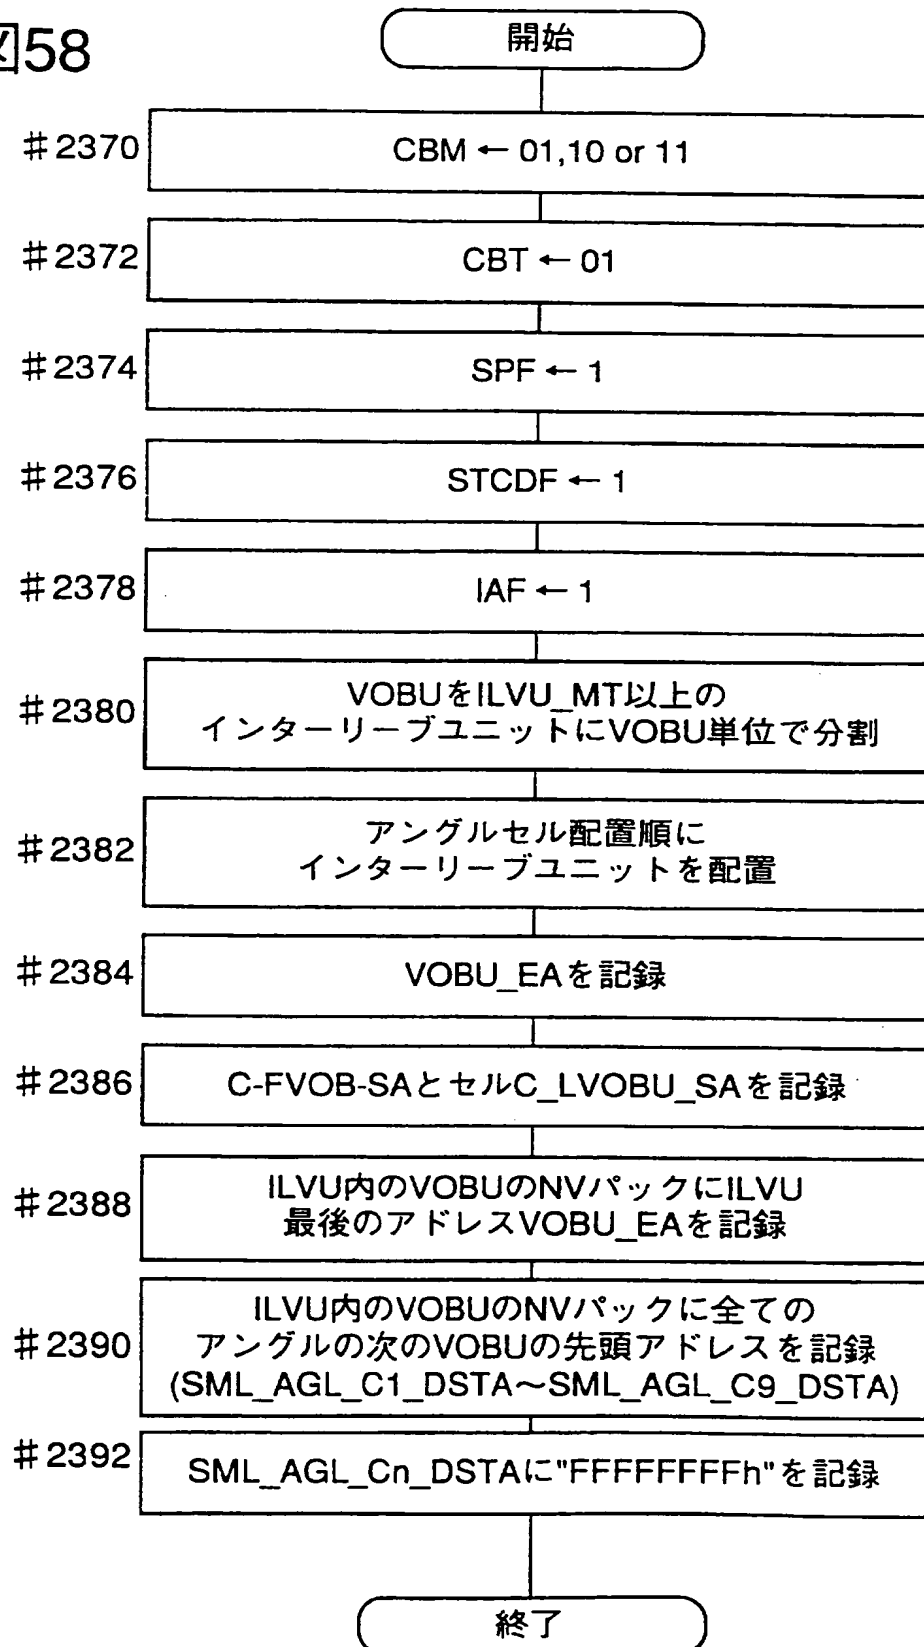 図58
開始
#2370
CBM ← 01,10 or 11
#2372
CBT ← 01
#2374
SPF ← 1
#2376
STCDF ← 1
#2378
IAF ← 1
#2380
VOBUをILVU_MT以上の
インターリーブユニットにVOBU単位で分割
#2382
アングルセル配置順に
インターリーブユニットを配置
#2384
VOBU_EAを記録
#2386
C-FVOB-SAとセルC_LVOBU_SAを記録
#2388
ILVU内のVOBUのNVパックにILVU
最後のアドレスVOBU_EAを記録
#2390
ILVU内のVOBUのNVパックに全ての
アングルの次のVOBUの先頭アドレスを記録
(SML_AGL_C1_DSTA～SML_AGL_C9_DSTA)
#2392
SML_AGL_Cn_DSTAに"FFFFFFFFh"を記録
終了